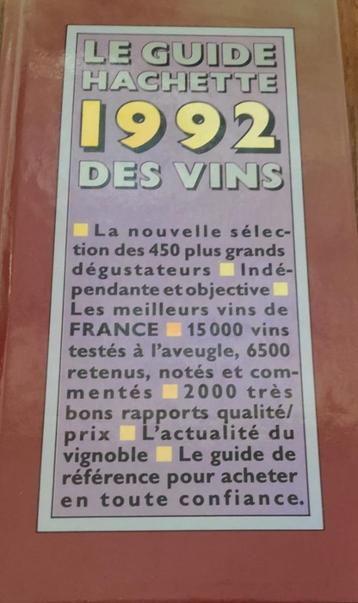 LE GUIDE
HACHETTE
1992
DES VINS
■ La nouvelle sélec-
tion des 450 plus grands
dégustateurs ■ Indé-
pendante et objective ■
Les meilleurs vins de
FRANCE ■ 15000 vins
testés à l'aveugle, 6500
retenus, notés et com-
mentés ■ 2000 très
bons rapports qualité/
prix ■ L'actualité du
vignoble ■ Le guide de
référence pour acheter
en toute confiance.